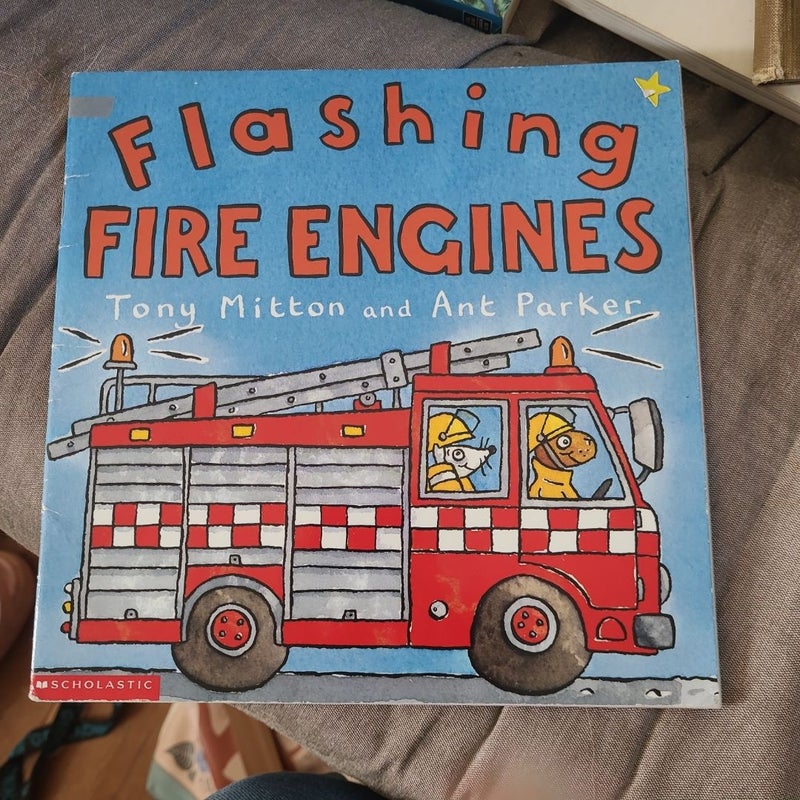 Flashing
FIRE ENGINES
Tony Mitton and Ant Parker
SCHOLASTIC